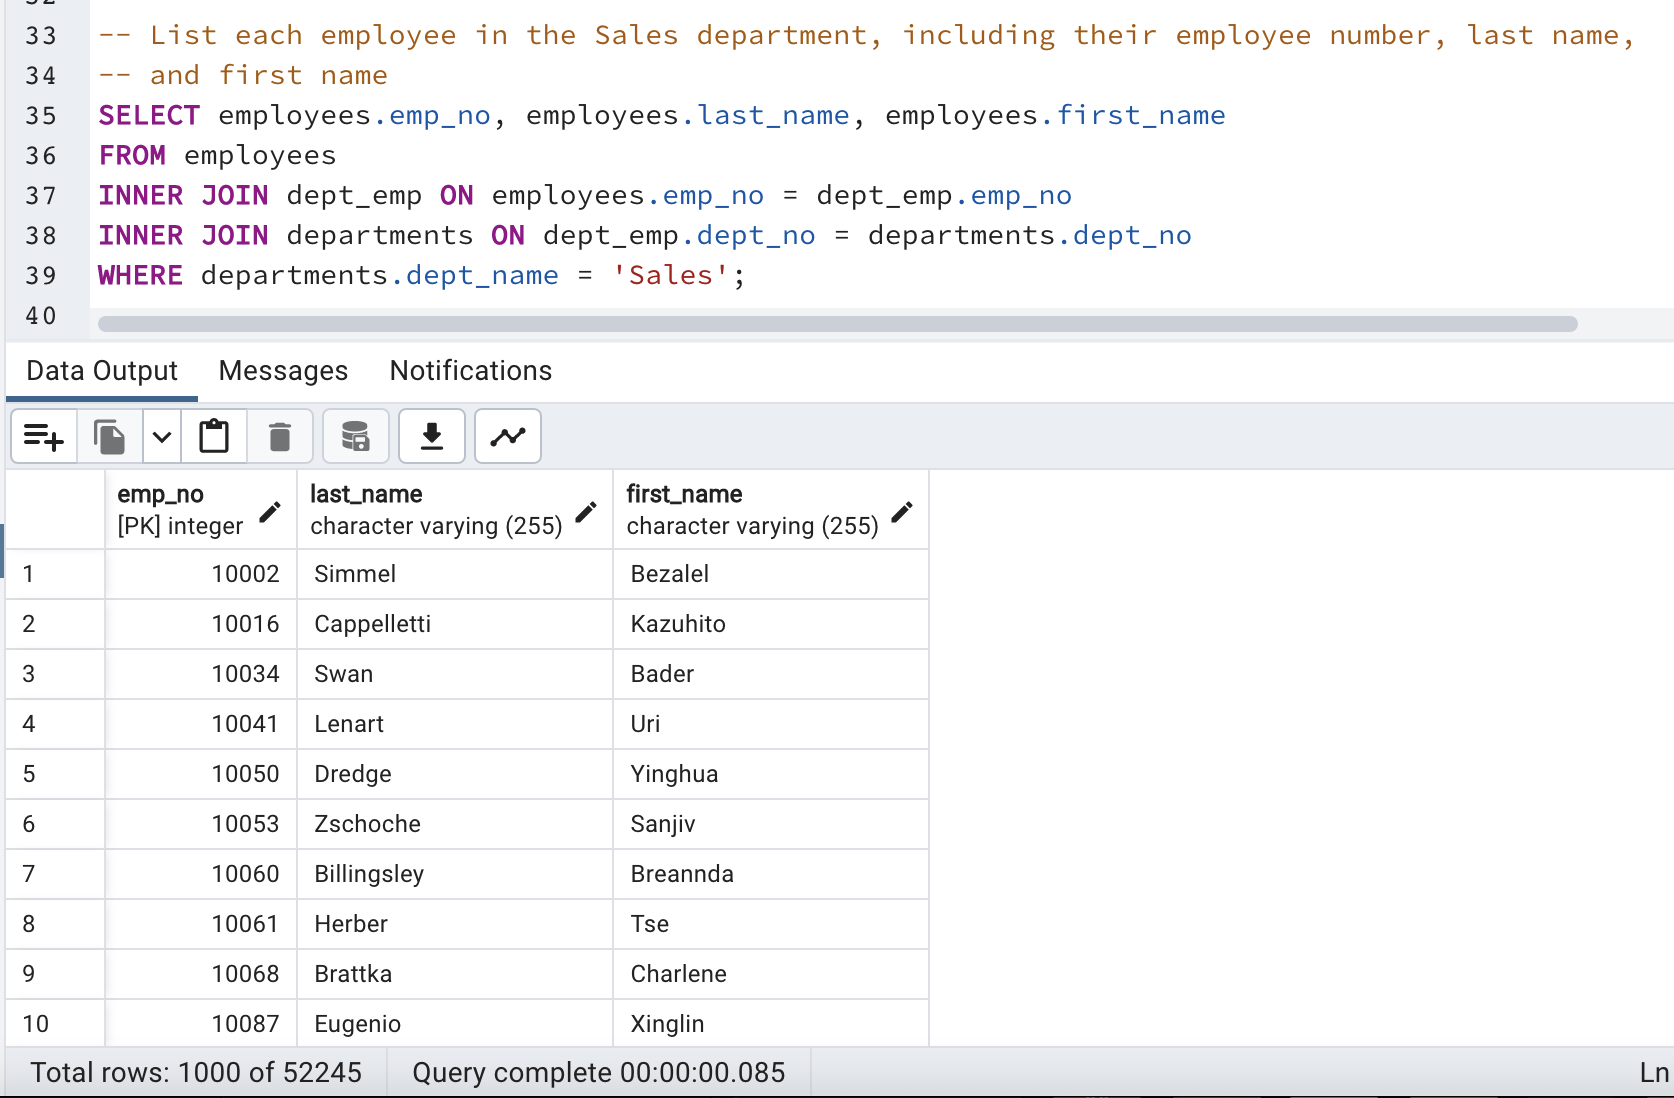 32
33 -- List each employee in the Sales department, including their employee number, last name,
34 -- and first name
35 SELECT employees.emp_no, employees.last_name, employees.first_name
36 FROM employees
37 INNER JOIN dept_emp ON employees.emp_no = dept_emp.emp_no
38 INNER JOIN departments ON dept_emp.dept_no = departments.dept_no
39 WHERE departments.dept_name = 'Sales';
40
Data Output Messages Notifications
emp_no last_name first_name
[PK] integer character varying (255) character varying (255)
1 10002 Simmel Bezalel
2 10016 Cappelletti Kazuhito
3 10034 Swan Bader
4 10041 Lenart Uri
5 10050 Dredge Yinghua
6 10053 Zschoche Sanjiv
7 10060 Billingsley Breannda
8 10061 Herber Tse
9 10068 Brattka Charlene
10 10087 Eugenio Xinglin
Total rows: 1000 of 52245 Query complete 00:00:00.085 Ln